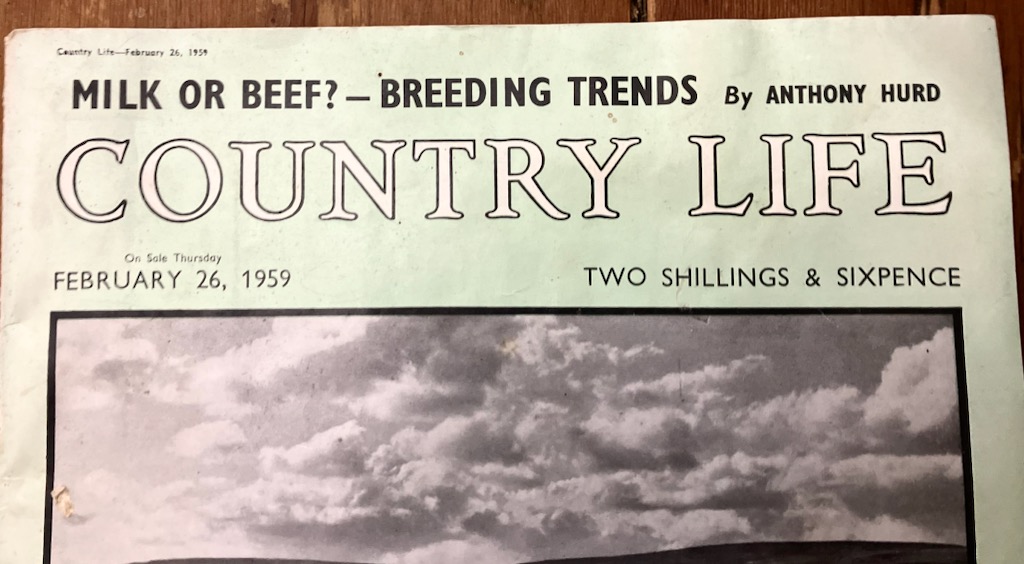 Country Life—February 26, 1959
MILK OR BEEF? – BREEDING TRENDS By ANTHONY HURD
COUNTRY LIFE
On Sale Thursday
FEBRUARY 26, 1959 TWO SHILLINGS & SIXPENCE